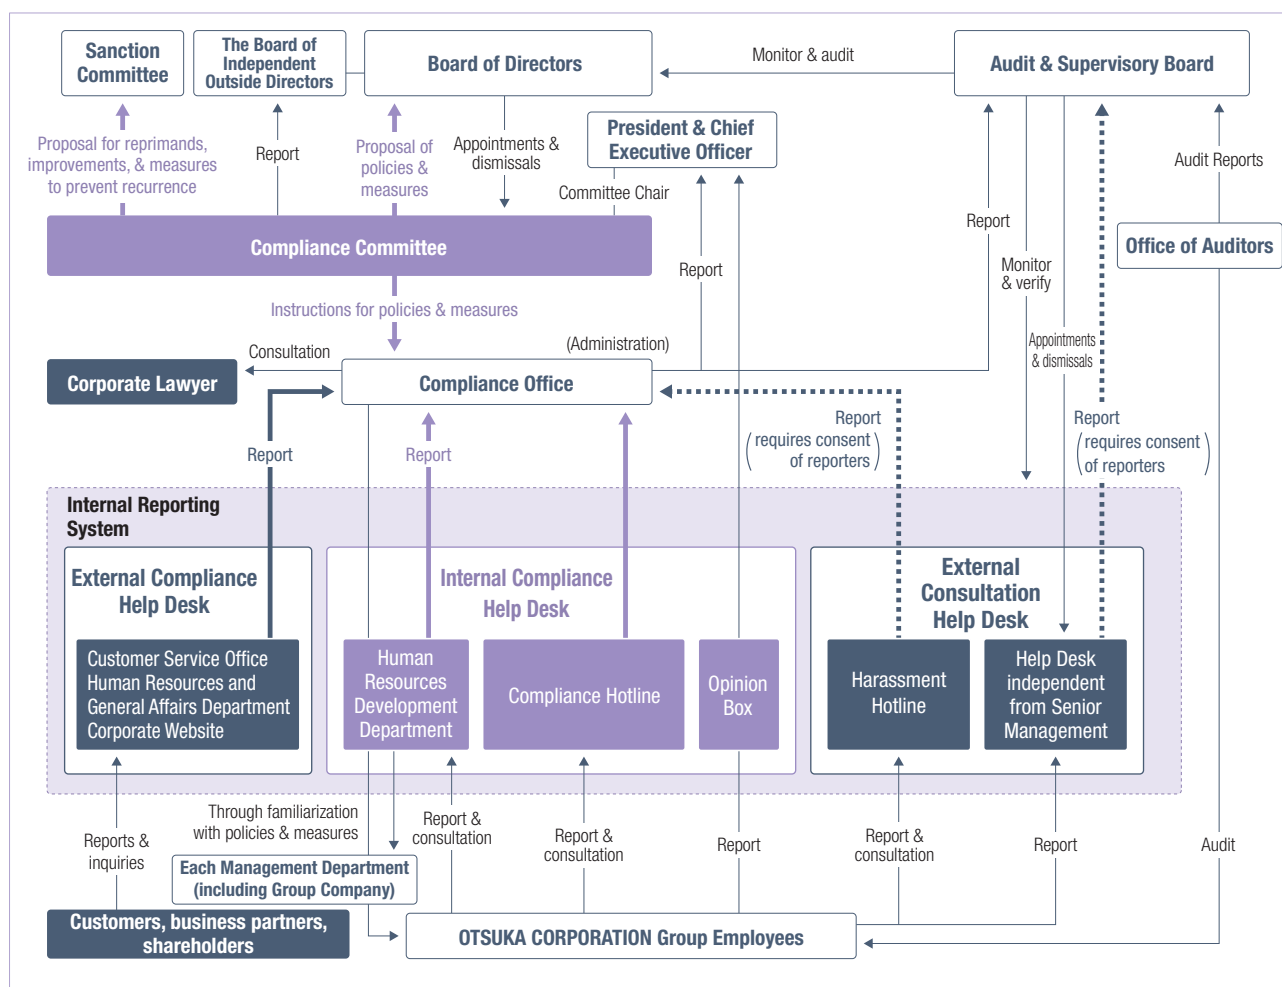 Sanction
Committee
The Board of
Independent
Outside Directors
Board of Directors
Monitor & audit
Audit & Supervisory Board
Proposal for reprimands,
improvements, & measures
to prevent recurrence
Report
Proposal of
policies &
measures
Appointments &
dismissals
President & Chief
Executive Officer
Committee Chair
Audit Reports
Report
Compliance Committee
Office of Auditors
Report
Monitor
& verify
Instructions for policies & measures
Consultation
(Administration)
Appointments
& dismissals
Corporate Lawyer
Compliance Office
Report
Report
Report
(requires consent
of reporters)
Report
(requires consent
of reporters)
Internal Reporting
System
External Compliance
Help Desk
Internal Compliance
Help Desk
External
Consultation
Help Desk
Customer Service Office
Human Resources and
General Affairs Department
Corporate Website
Human
Resources
Development
Department
Compliance Hotline
Opinion
Box
Harassment
Hotline
Help Desk
independent
from Senior
Management
Reports &
inquiries
Through familiarization
with policies & measures
Report &
consultation
Report &
consultation
Report
Report &
consultation
Report
Audit
Each Management Department
(including Group Company)
Customers, business partners,
shareholders
OTSUKA CORPORATION Group Employees